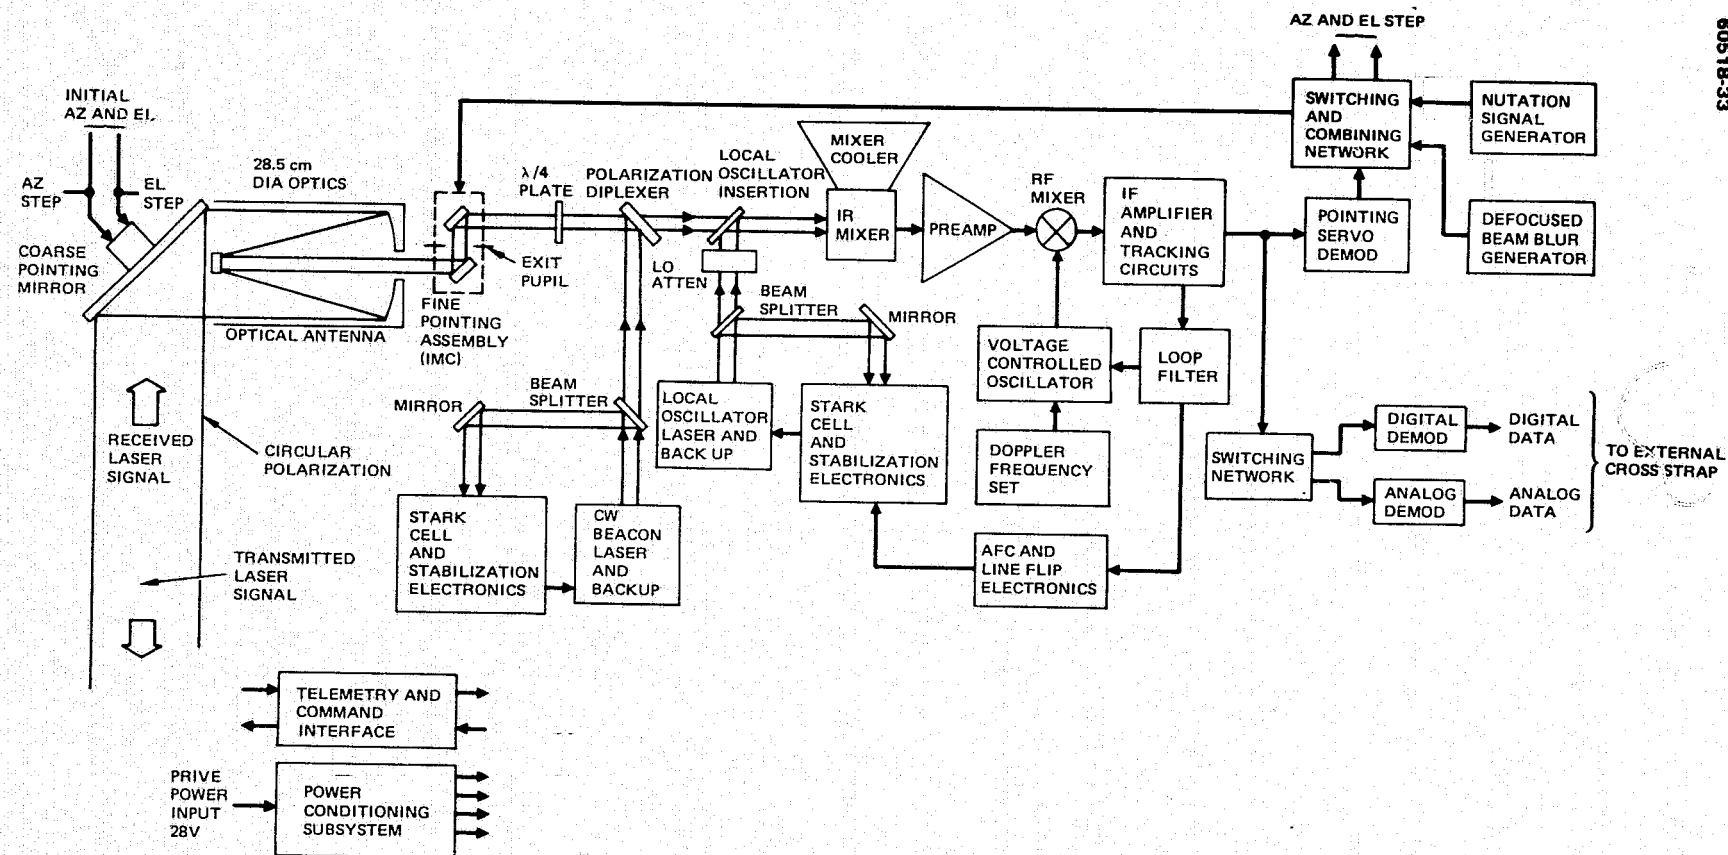 60518-33
AZ AND EL STEP
INITIAL
AZ AND EL
AZ
STEP
EL
STEP
COARSE
POINTING
MIRROR
28.5 cm
DIA OPTICS
OPTICAL ANTENNA
FINE
POINTING
ASSEMBLY
(IMC)
EXIT
PUPIL
λ/4
PLATE
POLARIZATION
DIPLEXER
LOCAL
OSCILLATOR
INSERTION
MIXER
COOLER
IR
MIXER
PREAMP
RF
MIXER
IF
AMPLIFIER
AND
TRACKING
CIRCUITS
SWITCHING
AND
COMBINING
NETWORK
NUTATION
SIGNAL
GENERATOR
POINTING
SERVO
DEMOD
DEFOCUSED
BEAM BLUR
GENERATOR
LO
ATTEN
BEAM
SPLITTER
MIRROR
VOLTAGE
CONTROLLED
OSCILLATOR
LOOP
FILTER
LOCAL
OSCILLATOR
LASER AND
BACK UP
STARK
CELL
AND
STABILIZATION
ELECTRONICS
DOPPLER
FREQUENCY
SET
SWITCHING
NETWORK
DIGITAL
DEMOD
DIGITAL
DATA
ANALOG
DEMOD
ANALOG
DATA
TO EXTERNAL
CROSS STRAP
MIRROR
BEAM
SPLITTER
RECEIVED
LASER
SIGNAL
CIRCULAR
POLARIZATION
STARK
CELL
AND
STABILIZATION
ELECTRONICS
CW
BEACON
LASER
AND
BACKUP
AFC AND
LINE FLIP
ELECTRONICS
TRANSMITTED
LASER
SIGNAL
TELEMETRY AND
COMMAND
INTERFACE
PRIVE
POWER
INPUT
28V
POWER
CONDITIONING
SUBSYSTEM